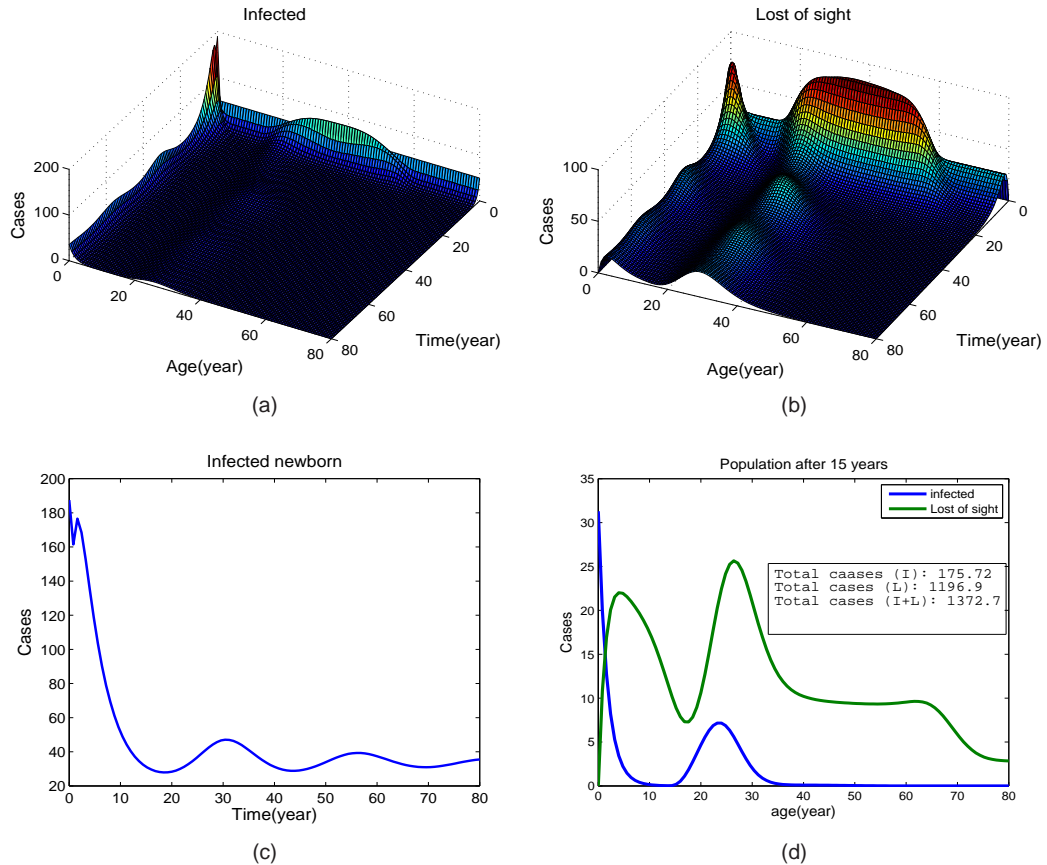 Infected
200
100
0
Cases
0
20
40
60
80
Age(year)
0
20
40
60
80
Time(year)
(a)
Lost of sight
100
50
0
Cases
0
20
40
60
80
Age(year)
0
20
40
60
80
Time(year)
(b)
Infected newborn
200
180
160
140
120
100
80
60
40
20
Cases
0 10 20 30 40 50 60 70 80
Time(year)
(c)
Population after 15 years
35
30
25
20
15
10
5
0
Cases
infected
Lost of sight
Total caases (I): 175.72
Total cases (L): 1196.9
Total cases (I+L): 1372.7
0 10 20 30 40 50 60 70 80
age(year)
(d)